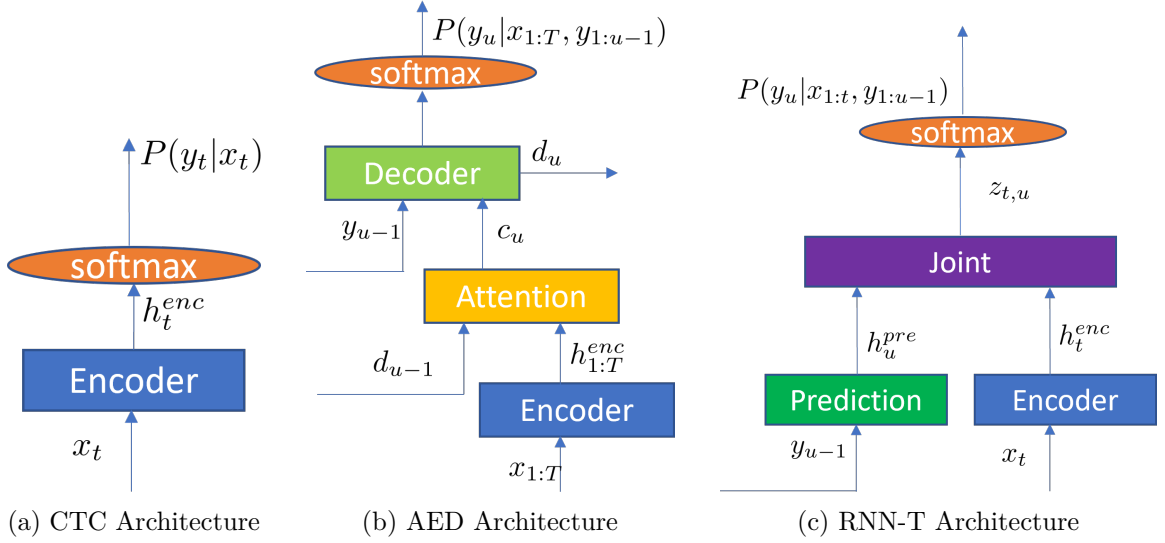 P(y_t|x_t)
softmax
h_t^{enc}
Encoder
x_t
(a) CTC Architecture
P(y_u|x_{1:T}, y_{1:u-1})
softmax
Decoder
d_u
y_{u-1}
c_u
Attention
d_{u-1}
h_{1:T}^{enc}
Encoder
x_{1:T}
(b) AED Architecture
P(y_u|x_{1:t}, y_{1:u-1})
softmax
z_{t,u}
Joint
h_u^{pre}
h_t^{enc}
Prediction
Encoder
y_{u-1}
x_t
(c) RNN-T Architecture